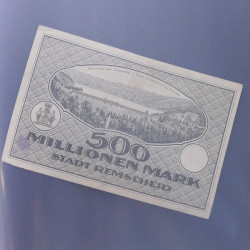 500
MILLIONEN MARK
STADT REMSCHEID